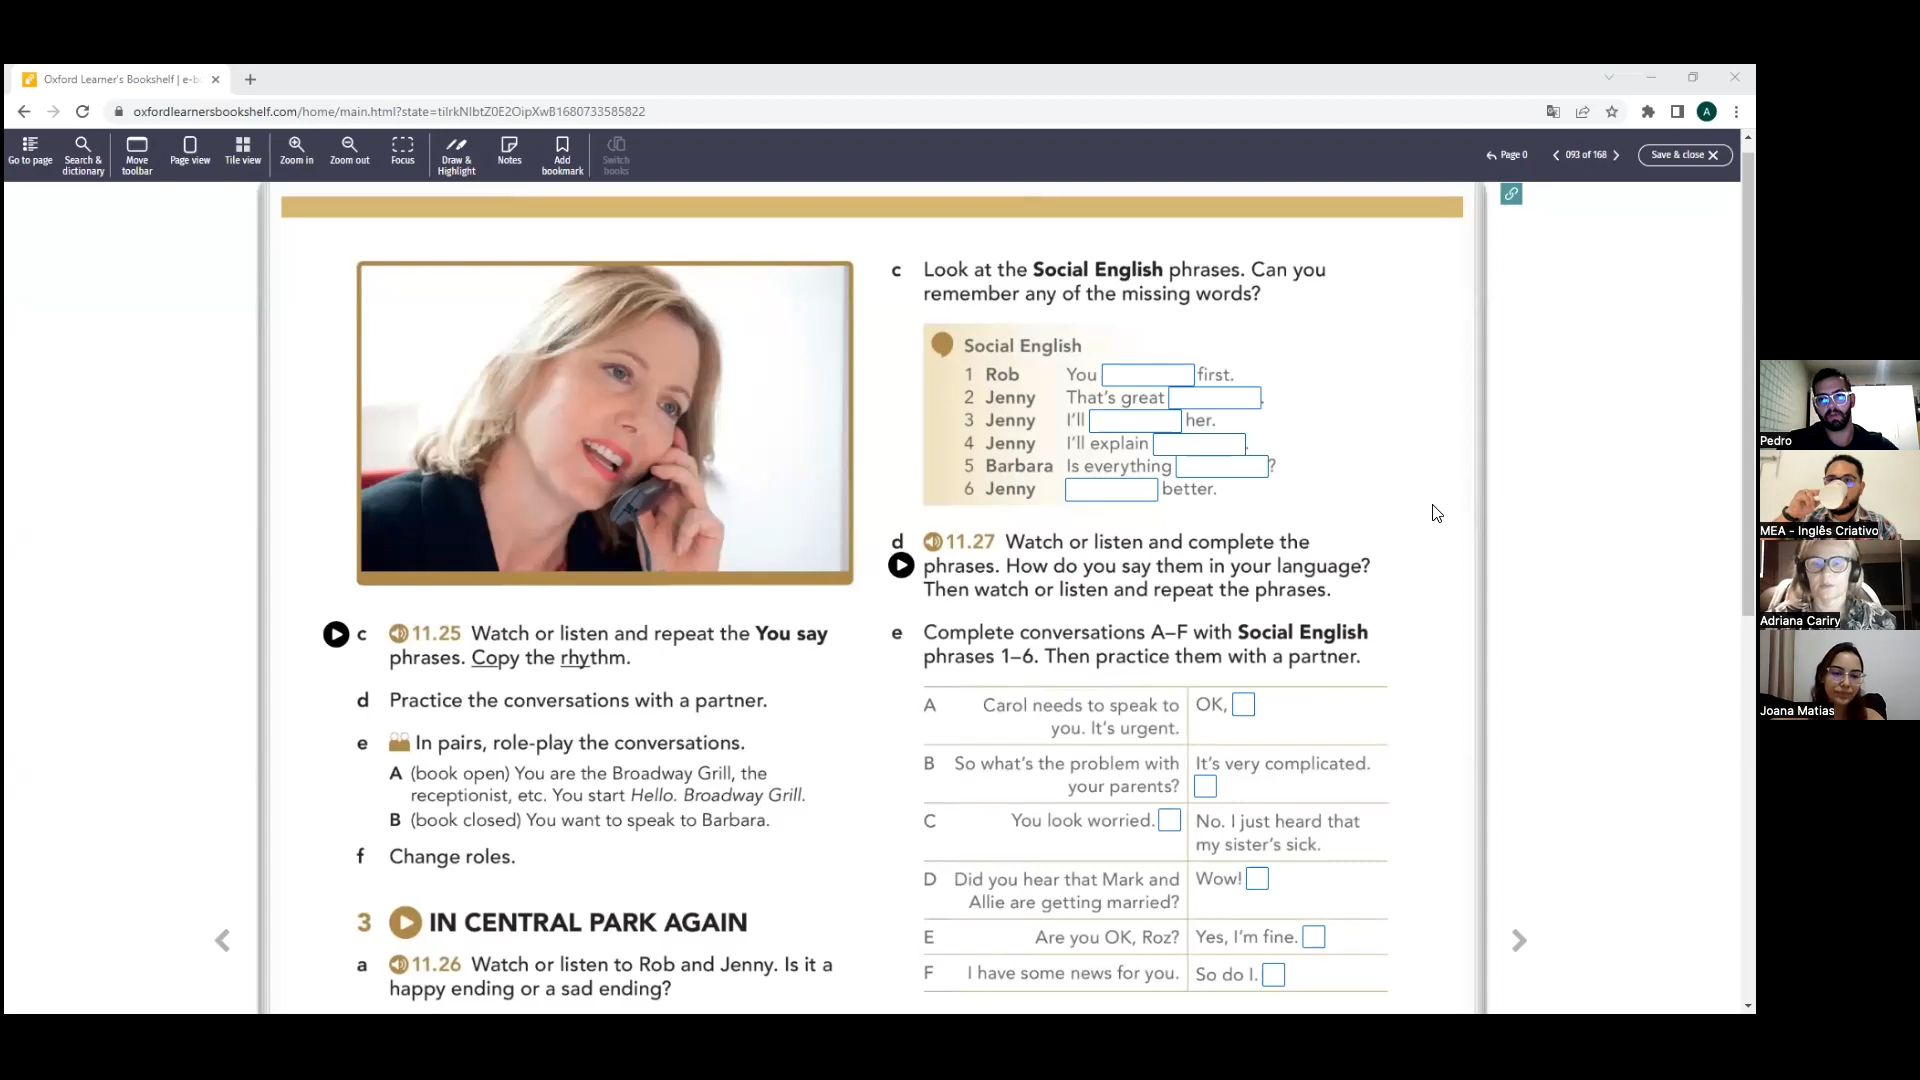 Oxford Learner's Bookshelf | e-b
oxfordlearnersbookshelf.com/home/main.html?state=tilrkNlbtZ0E2OipXwB1680733585822
A
Go to page
Search & dictionary
Move toolbar
Page view
Tile view
Zoom in
Zoom out
Focus
Draw & Highlight
Notes
Add bookmark
Switch books
Page 0
093 of 168
Save & close
c 11.25 Watch or listen and repeat the You say
phrases. Copy the rhythm.
d Practice the conversations with a partner.
e In pairs, role-play the conversations.
A (book open) You are the Broadway Grill, the
receptionist, etc. You start Hello. Broadway Grill.
B (book closed) You want to speak to Barbara.
f Change roles.
3 IN CENTRAL PARK AGAIN
a 11.26 Watch or listen to Rob and Jenny. Is it a
happy ending or a sad ending?
c Look at the Social English phrases. Can you
remember any of the missing words?
Social English
1 Rob You first.
2 Jenny That's great .
3 Jenny I'll her.
4 Jenny I'll explain .
5 Barbara Is everything ?
6 Jenny better.
d 11.27 Watch or listen and complete the
phrases. How do you say them in your language?
Then watch or listen and repeat the phrases.
e Complete conversations A–F with Social English
phrases 1–6. Then practice them with a partner.
A Carol needs to speak to OK,
you. It's urgent.
B So what's the problem with It's very complicated.
your parents?
C You look worried. No. I just heard that
my sister's sick.
D Did you hear that Mark and Wow!
Allie are getting married?
E Are you OK, Roz? Yes, I'm fine.
F I have some news for you. So do I.
Pedro
MEA - Inglês Criativo
Adriana Cariry
Joana Matias